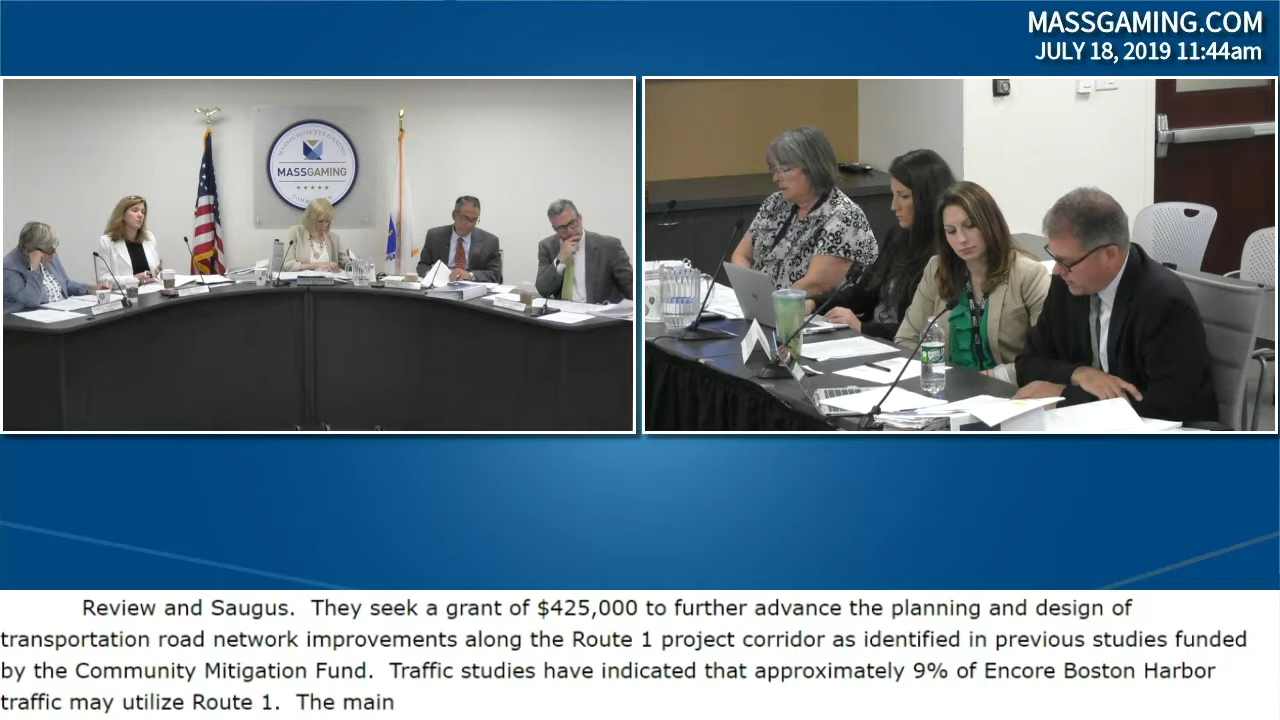 MASSGAMING.COM
JULY 18, 2019 11:44am
MASSACHUSETTS GAMING
MASSGAMING
COMMISSION
Review and Saugus. They seek a grant of $425,000 to further advance the planning and design of
transportation road network improvements along the Route 1 project corridor as identified in previous studies funded
by the Community Mitigation Fund. Traffic studies have indicated that approximately 9% of Encore Boston Harbor
traffic may utilize Route 1. The main